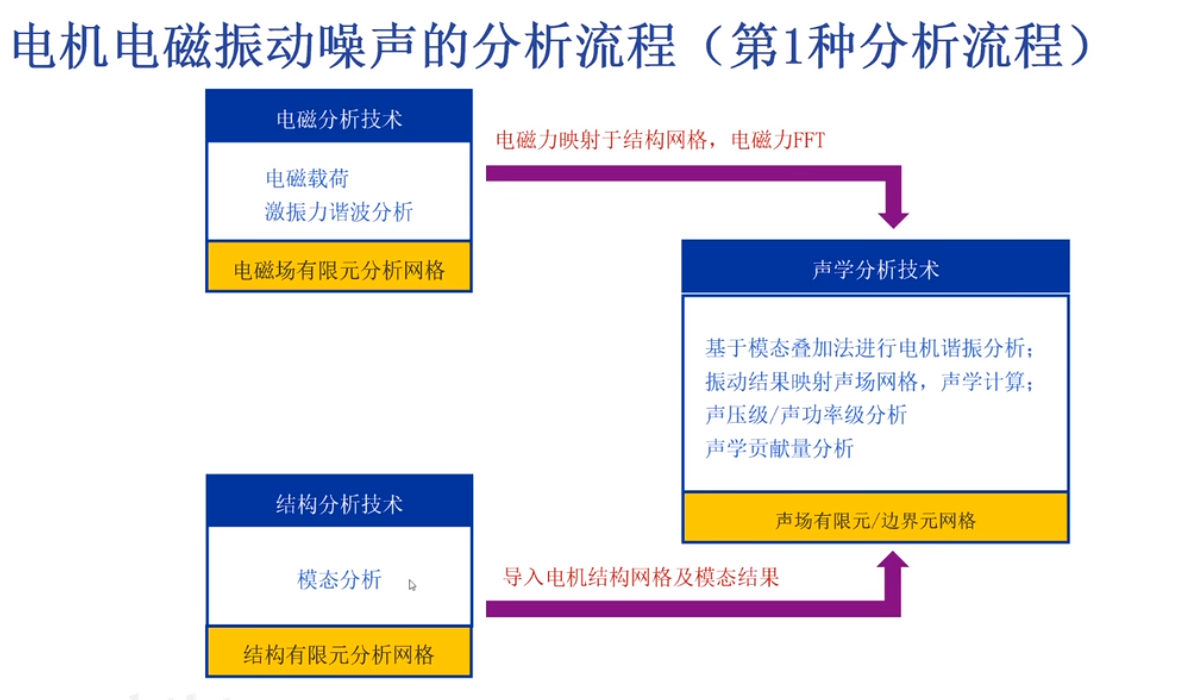 电机电磁振动噪声的分析流程（第1种分析流程）
电磁分析技术
电磁载荷
激振力谐波分析
电磁场有限元分析网格
电磁力映射于结构网格，电磁力FFT
声学分析技术
基于模态叠加法进行电机谐振分析；
振动结果映射声场网格，声学计算；
声压级/声功率级分析
声学贡献量分析
声场有限元/边界元网格
结构分析技术
模态分析
结构有限元分析网格
导入电机结构网格及模态结果